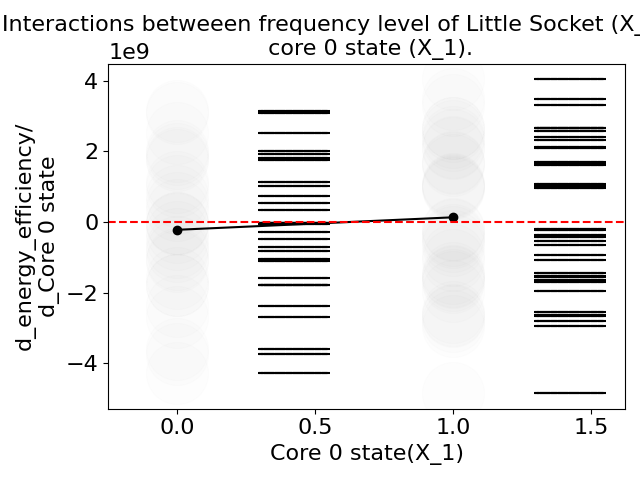 Interactions betweeen frequency level of Little Socket (X_
core 0 state (X_1).
1e9
4
2
0
−2
−4
d_energy_efficiency/
d_Core 0 state
0.0
0.5
1.0
1.5
Core 0 state(X_1)